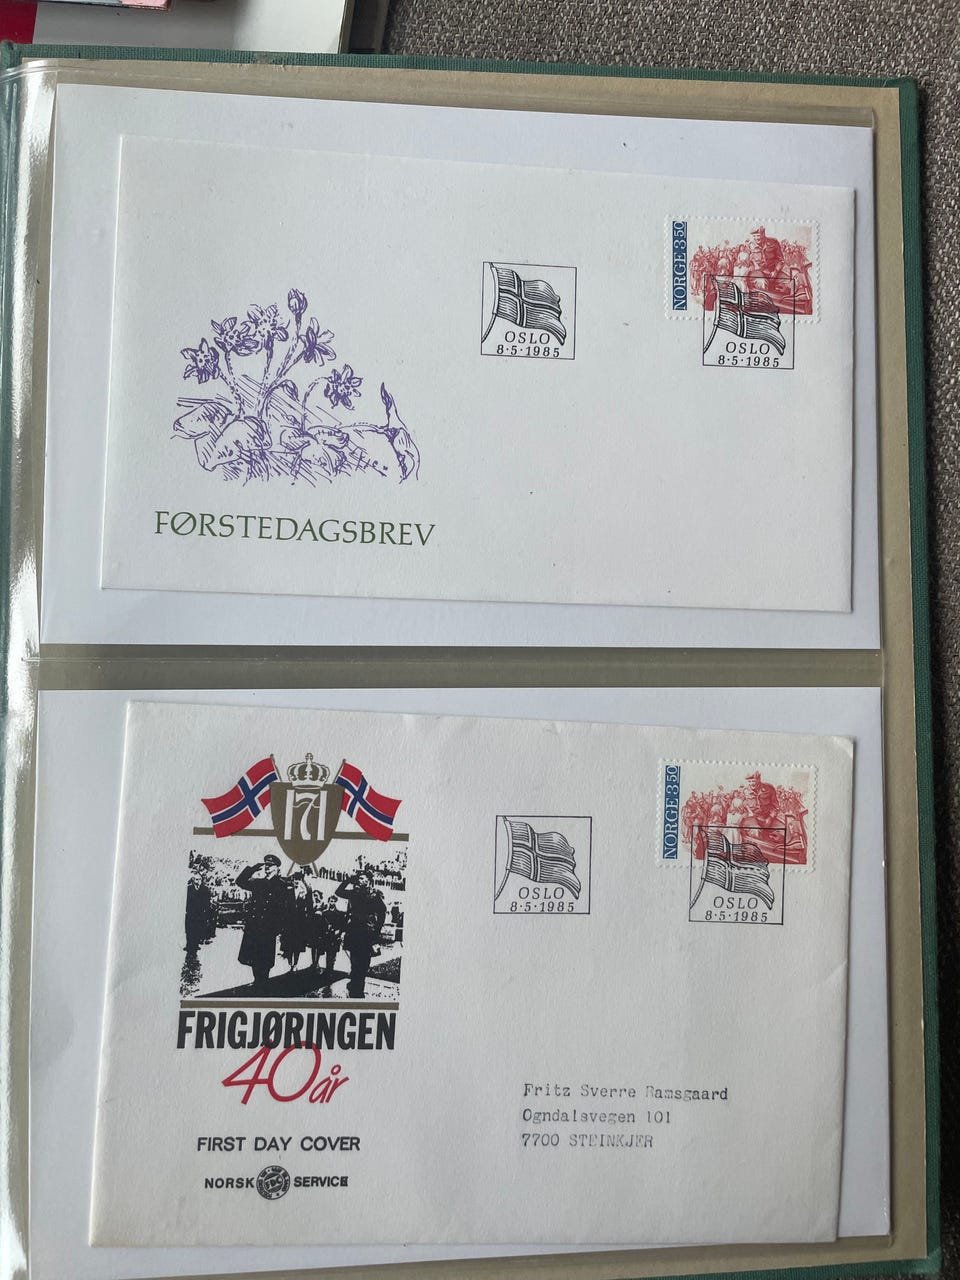 NORGE 3,50
OSLO
8·5·1985
OSLO
8·5·1985
FØRSTEDAGSBREV
NORGE 3,50
OSLO
8·5·1985
OSLO
8·5·1985
FRIGJØRINGEN
40 år
FIRST DAY COVER
NORSK FDC SERVICE
Fritz Sverre Ramsgaard
Ogndalsvegen 101
7700 STEINKJER